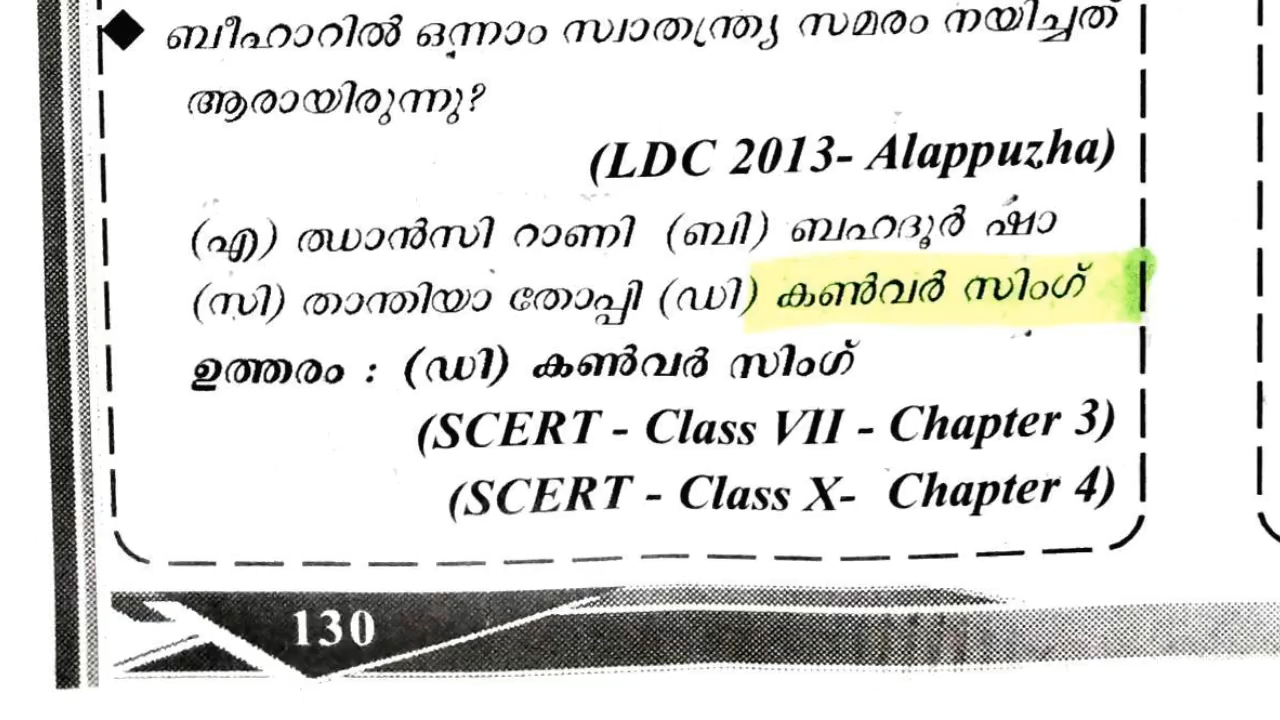 ◆ ബീഹാറിൽ ഒന്നാം സ്വാതന്ത്ര്യ സമരം നയിച്ചത്
ആരായിരുന്നു?
(LDC 2013- Alappuzha)
(എ) ഝാൻസി റാണി (ബി) ബഹദൂർ ഷാ
(സി) താന്തിയാ തോപ്പി (ഡി) കൺവർ സിംഗ്
ഉത്തരം : (ഡി) കൺവർ സിംഗ്
(SCERT - Class VII - Chapter 3)
(SCERT - Class X- Chapter 4)
130